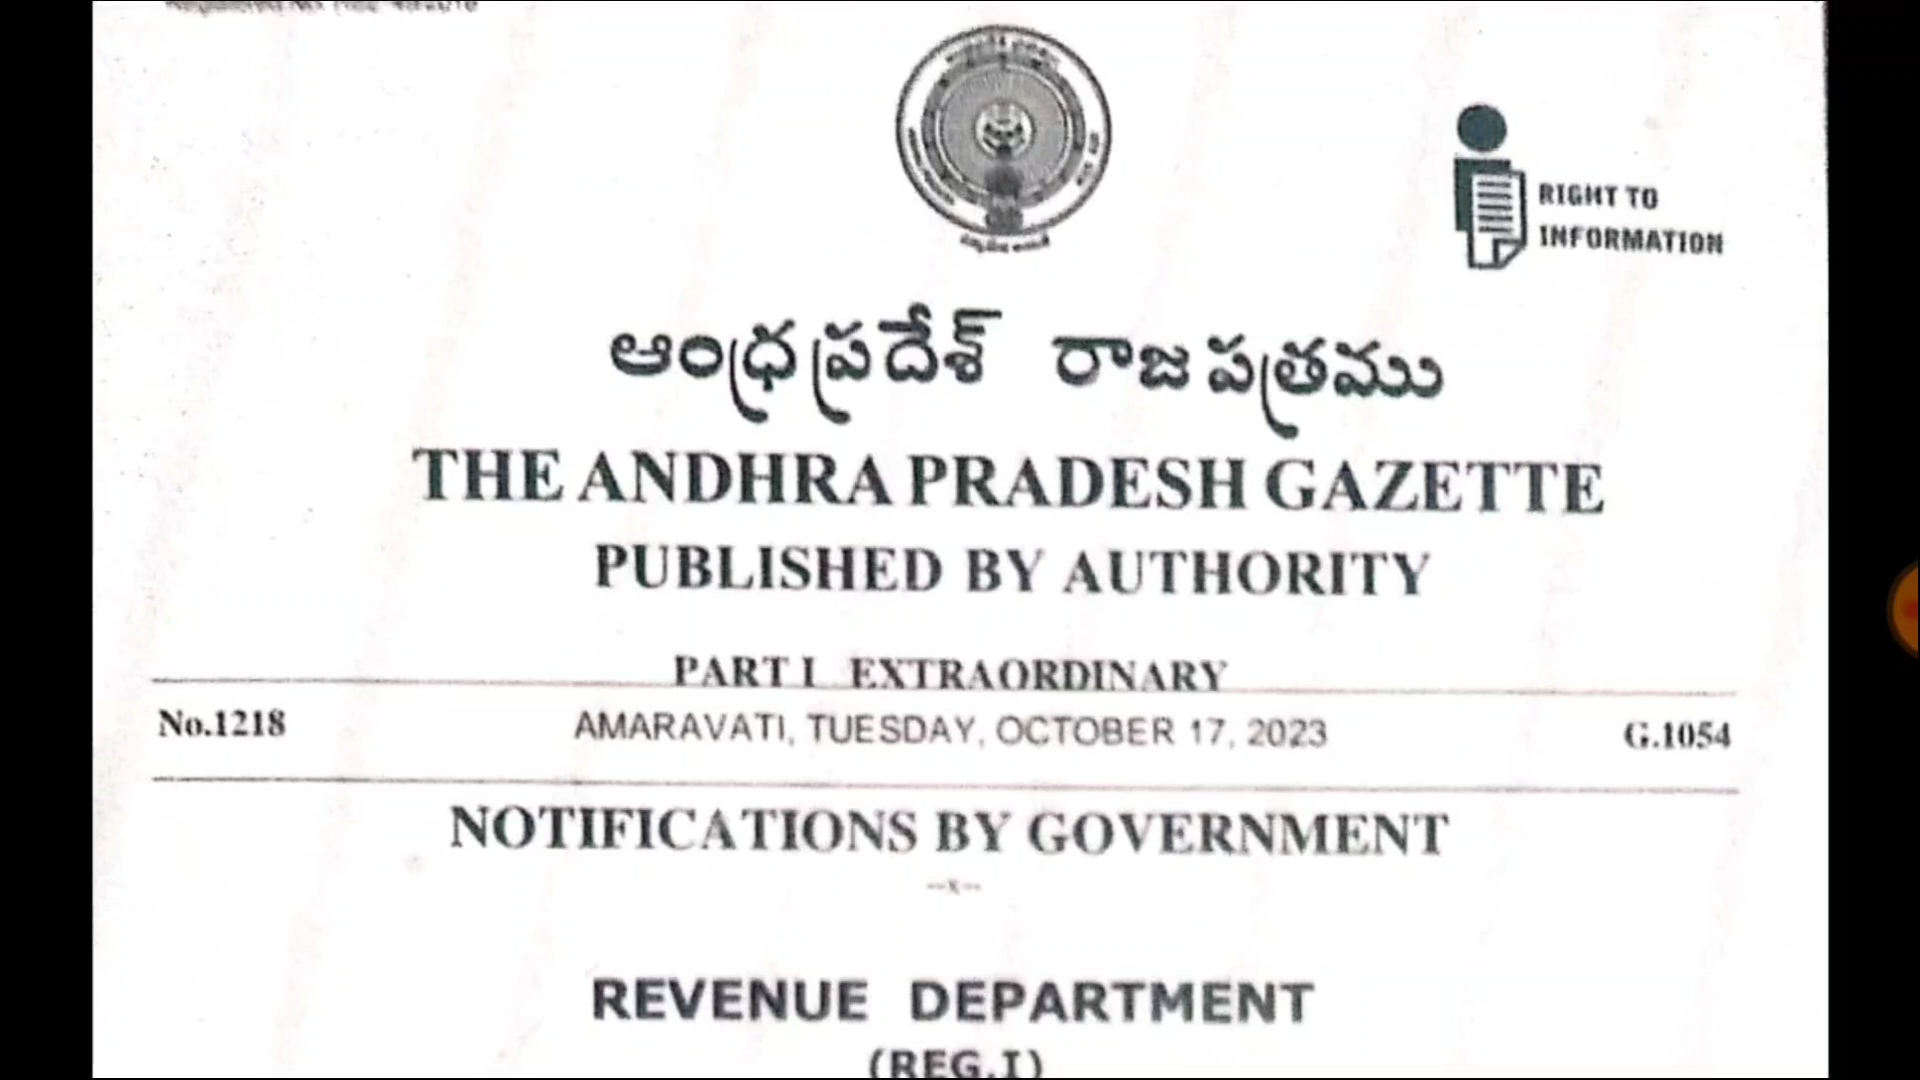 RIGHT TO
INFORMATION
ఆంధ్రప్రదేశ్ రాజపత్రము
THE ANDHRA PRADESH GAZETTE
PUBLISHED BY AUTHORITY
PART I EXTRAORDINARY
No.1218 AMARAVATI, TUESDAY, OCTOBER 17, 2023 G.1054
NOTIFICATIONS BY GOVERNMENT
--x--
REVENUE DEPARTMENT
(REG.I)